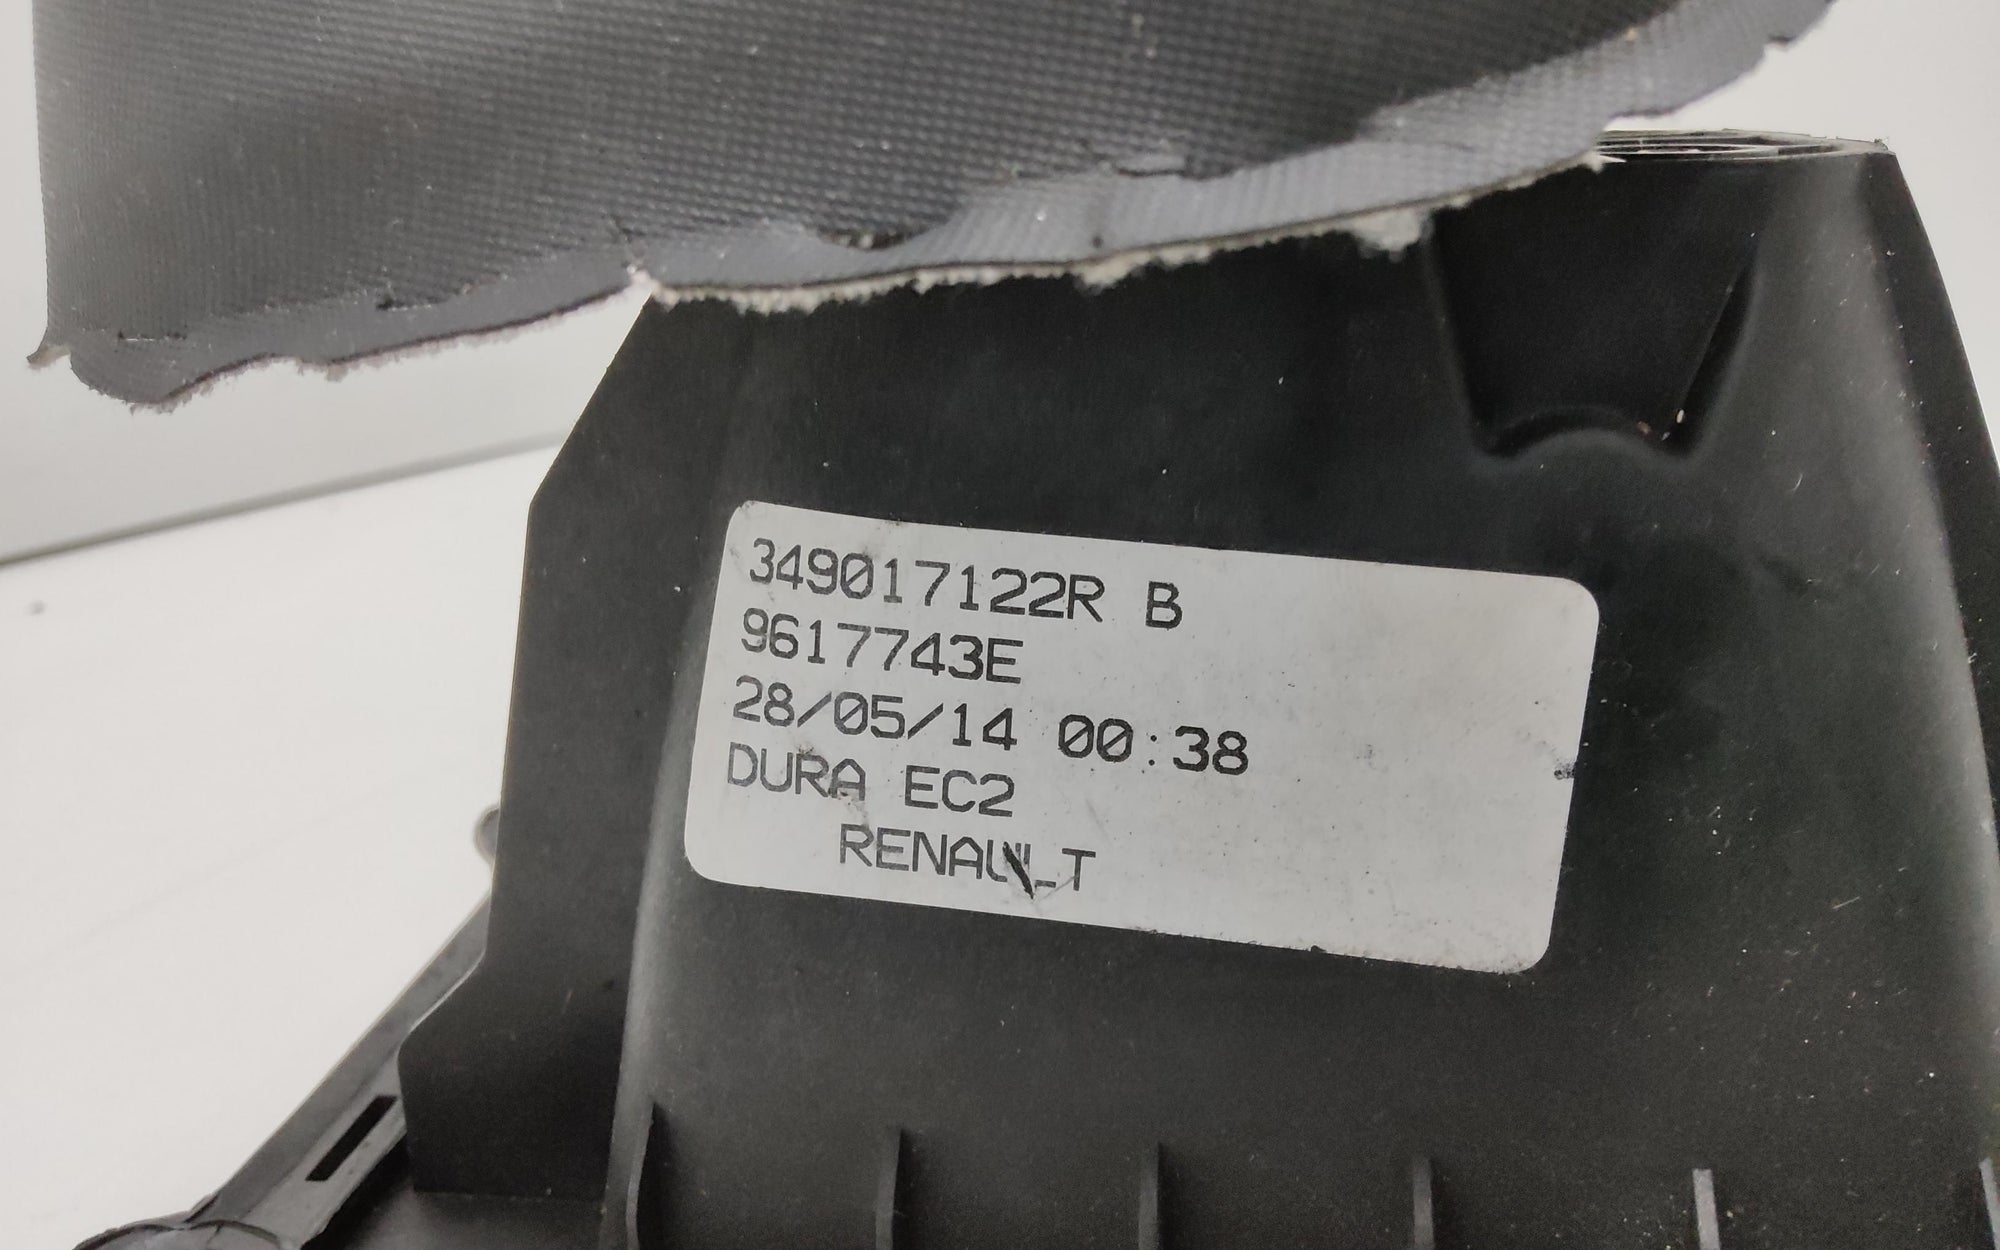 349017122R B
9617743E
28/05/14 00:38
DURA EC2
RENAULT